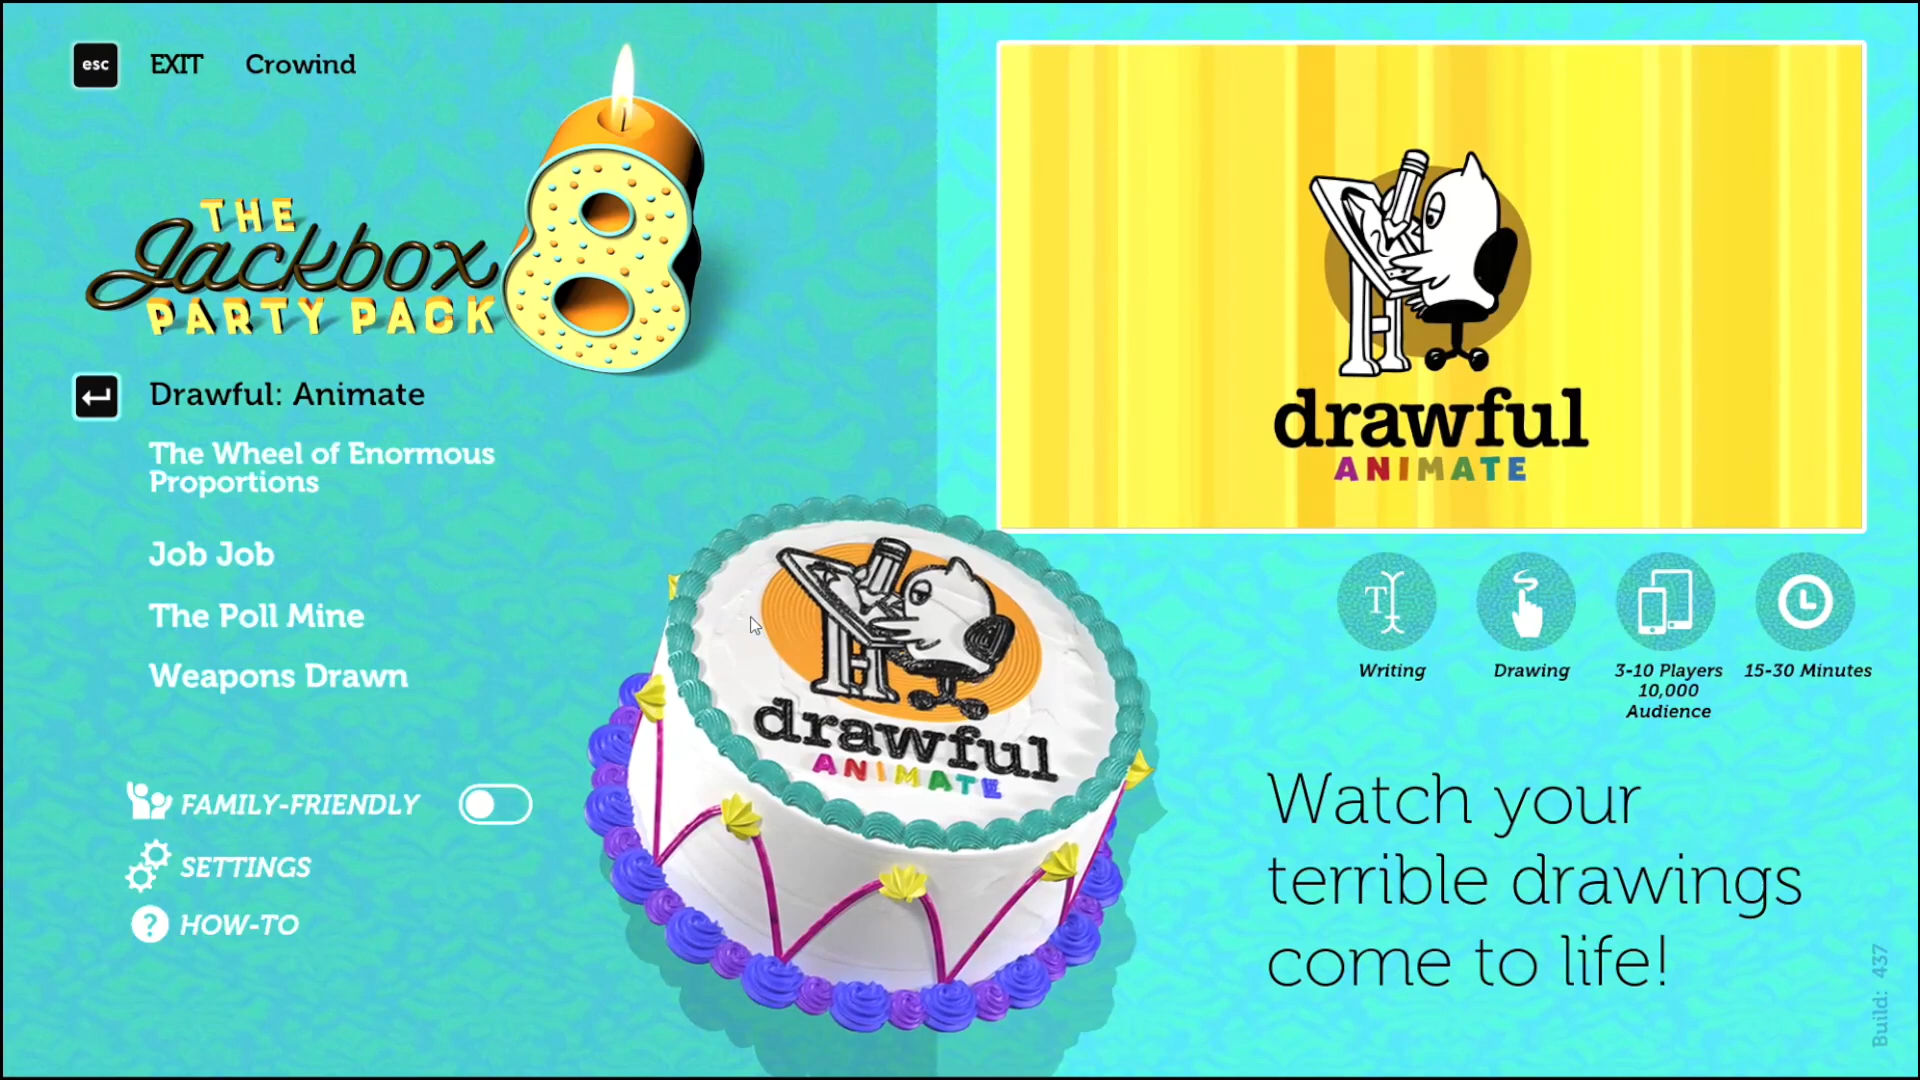 esc EXIT Crowind
THE
Jackbox
PARTY PACK
8
Drawful: Animate
The Wheel of Enormous
Proportions
Job Job
The Poll Mine
Weapons Drawn
FAMILY-FRIENDLY
SETTINGS
? HOW-TO
drawful
ANIMATE
drawful
ANIMATE
T
Writing
Drawing
3-10 Players
10,000
Audience
15-30 Minutes
Watch your
terrible drawings
come to life!
Build: 437